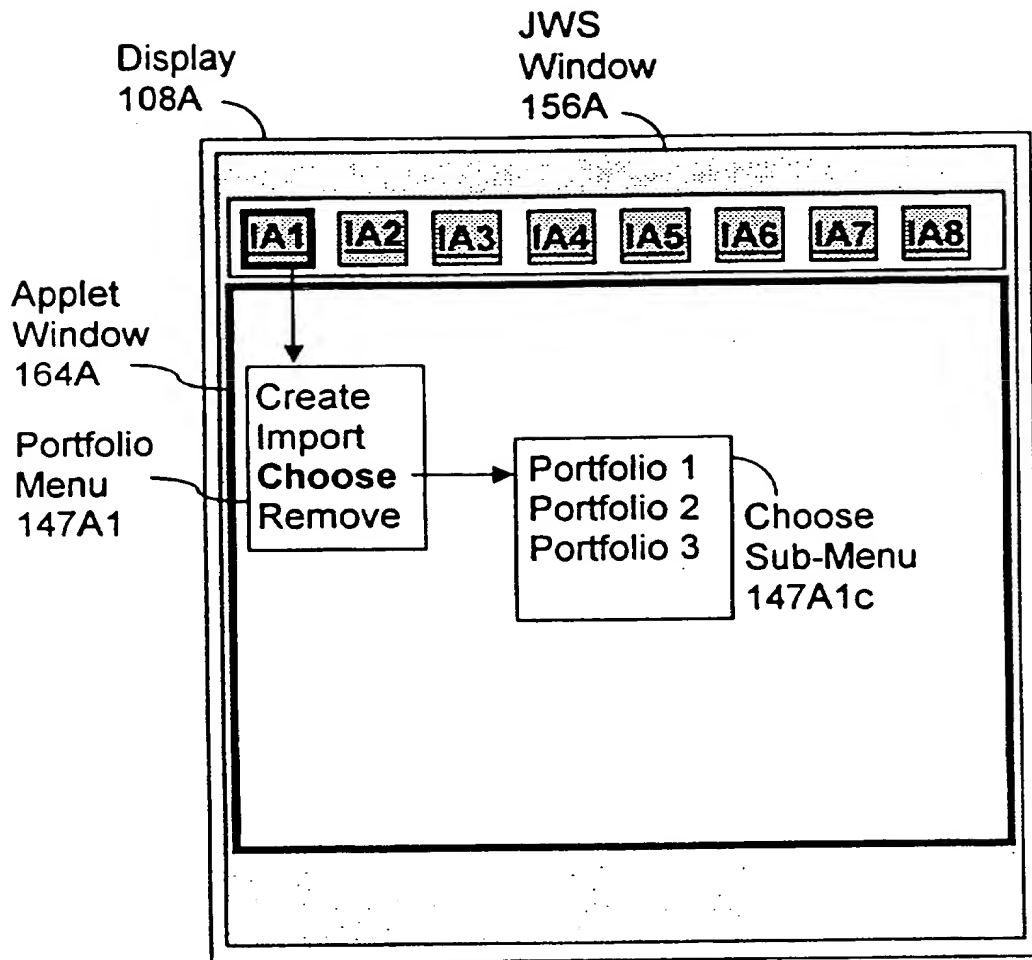 Display
108A
JWS
Window
156A
IA1 IA2 IA3 IA4 IA5 IA6 IA7 IA8
Applet
Window
164A
Portfolio
Menu
147A1
Create
Import
Choose
Remove
Portfolio 1
Portfolio 2
Portfolio 3
Choose
Sub-Menu
147A1c